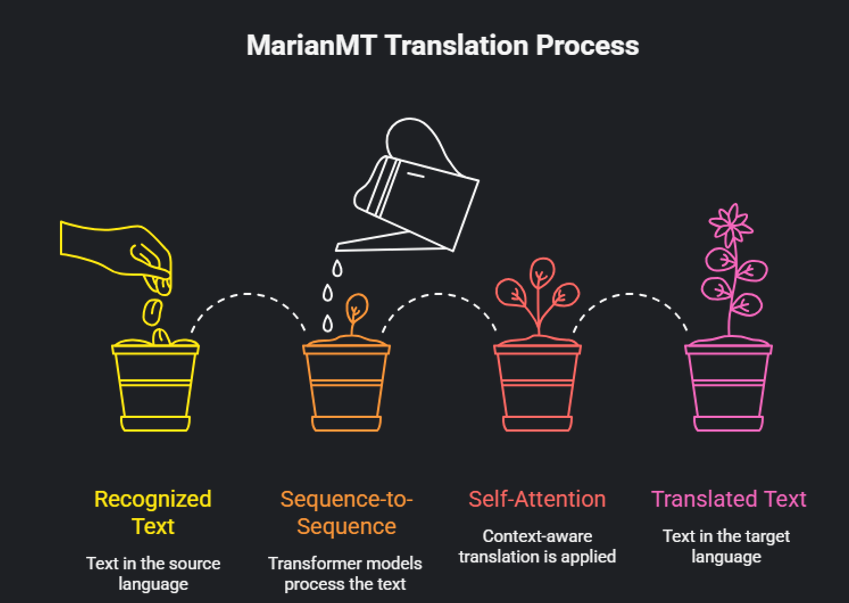 MarianMT Translation Process
Recognized
Text
Text in the source
language
Sequence-to-
Sequence
Transformer models
process the text
Self-Attention
Context-aware
translation is applied
Translated Text
Text in the target
language